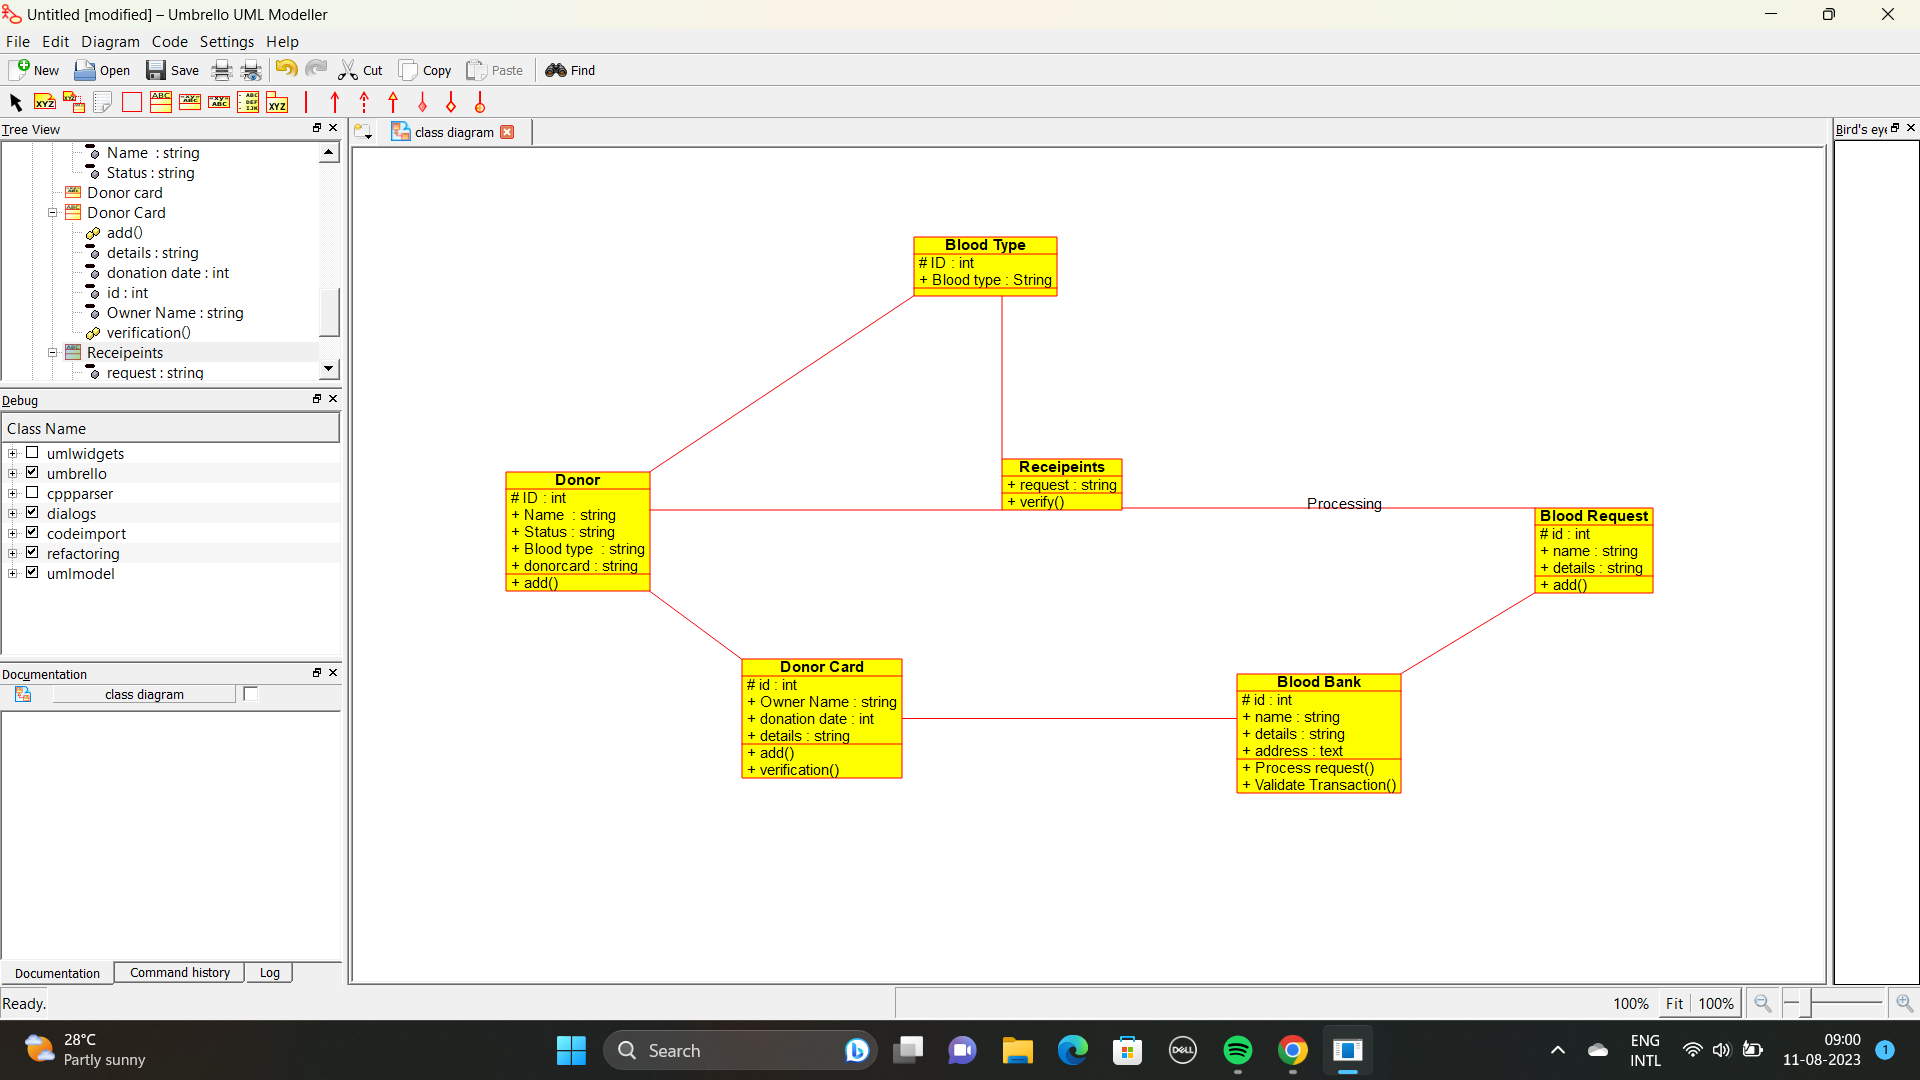 Untitled [modified] – Umbrello UML Modeller
File Edit Diagram Code Settings Help
New Open Save Cut Copy Paste Find
Tree View
class diagram
Bird's eye
Name : string
Status : string
Donor card
Donor Card
add()
details : string
donation date : int
id : int
Owner Name : string
verification()
Receipeints
request : string
Debug
Class Name
umlwidgets
umbrello
cppparser
dialogs
codeimport
refactoring
umlmodel
Documentation
class diagram
Documentation Command history Log
Blood Type
# ID : int
+ Blood type : String
Receipeints
+ request : string
+ verify()
Donor
# ID : int
+ Name : string
+ Status : string
+ Blood type : string
+ donorcard : string
+ add()
Processing
Blood Request
# id : int
+ name : string
+ details : string
+ add()
Donor Card
# id : int
+ Owner Name : string
+ donation date : int
+ details : string
+ add()
+ verification()
Blood Bank
# id : int
+ name : string
+ details : string
+ address : text
+ Process request()
+ Validate Transaction()
Ready.
100% Fit 100%
28°C
Partly sunny
Search
DELL
ENG
INTL
09:00
11-08-2023
1